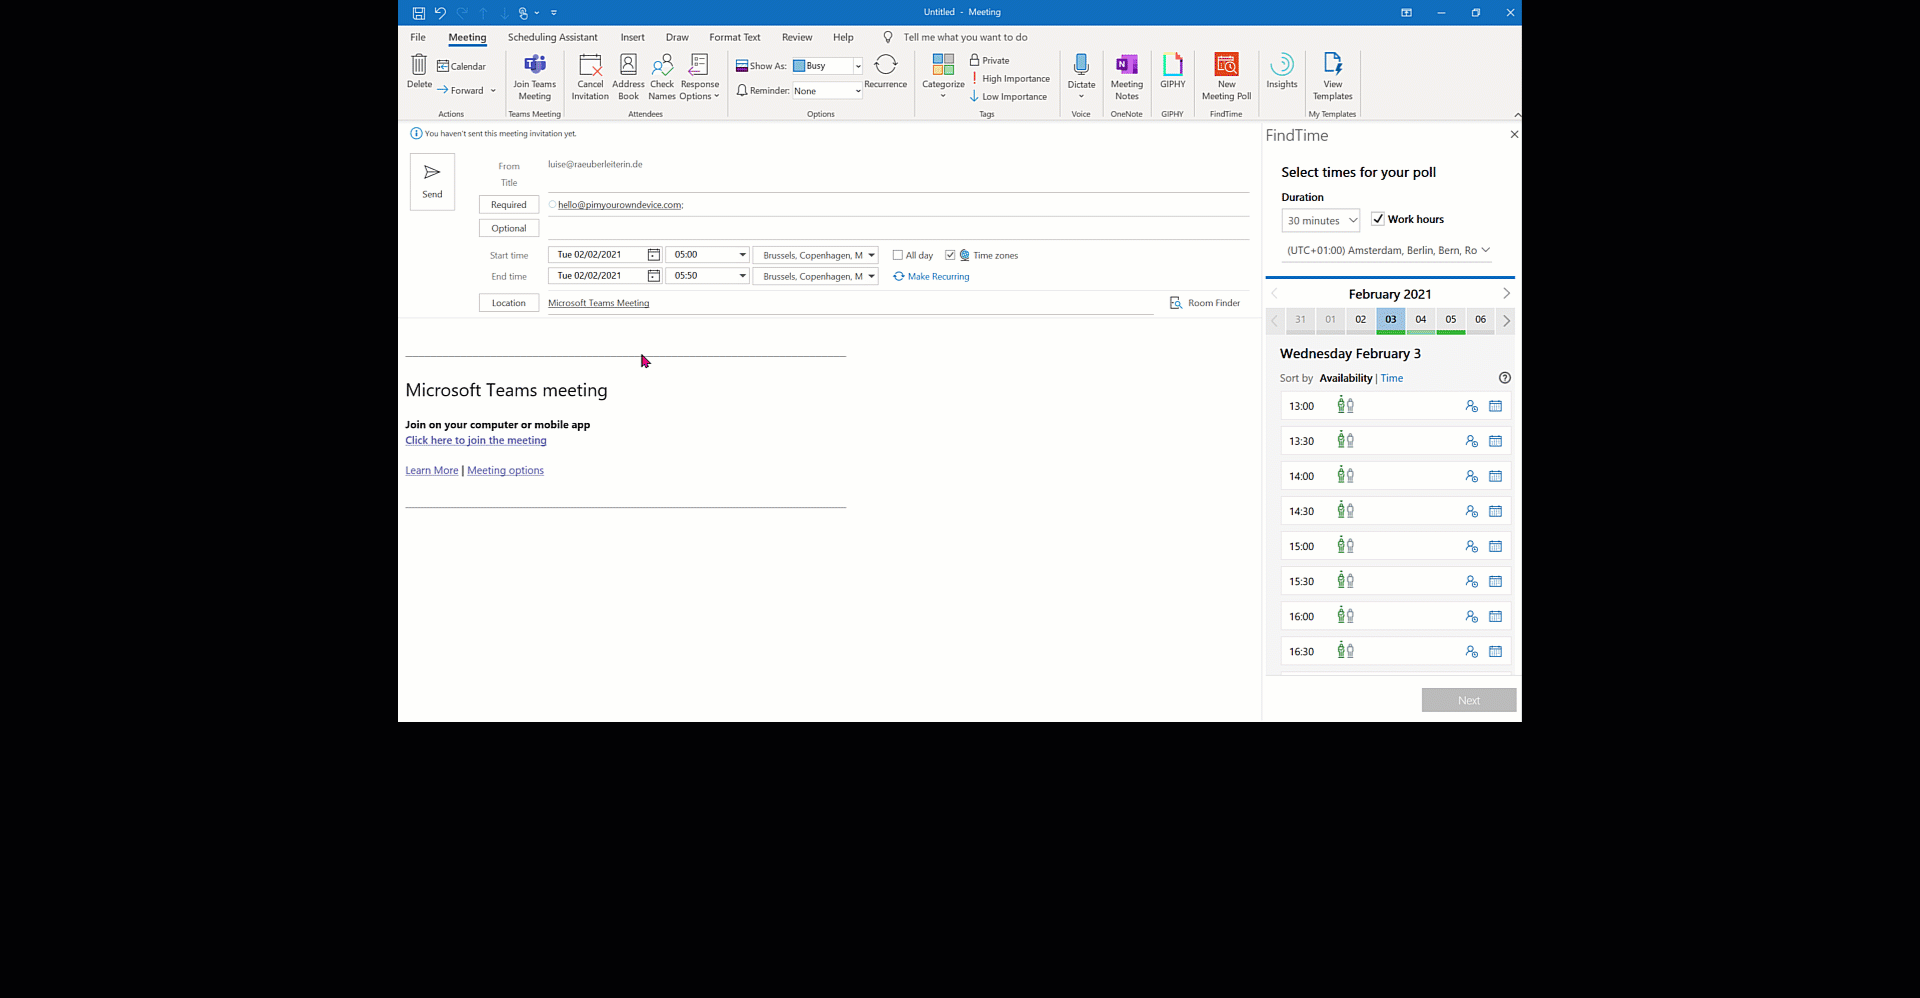 Untitled - Meeting
File Meeting Scheduling Assistant Insert Draw Format Text Review Help Tell me what you want to do
Delete
Calendar
Forward
Actions
Join Teams
Meeting
Teams Meeting
Cancel
Invitation
Address
Book
Check
Names
Response
Options
Attendees
Show As: Busy
Reminder: None
Recurrence
Options
Categorize
Private
High Importance
Low Importance
Tags
Dictate
Voice
Meeting
Notes
OneNote
GIPHY
GIPHY
New
Meeting Poll
FindTime
Insights
View
Templates
My Templates
You haven't sent this meeting invitation yet.
Send
From luise@raeuberleiterin.de
Title
Required hello@pimyourowndevice.com;
Optional
Start time Tue 02/02/2021 05:00 Brussels, Copenhagen, M All day Time zones
End time Tue 02/02/2021 05:50 Brussels, Copenhagen, M Make Recurring
Location Microsoft Teams Meeting Room Finder
Microsoft Teams meeting
Join on your computer or mobile app
Click here to join the meeting
Learn More | Meeting options
FindTime
Select times for your poll
Duration
30 minutes Work hours
(UTC+01:00) Amsterdam, Berlin, Bern, Ro
February 2021
31 01 02 03 04 05 06
Wednesday February 3
Sort by Availability | Time
13:00
13:30
14:00
14:30
15:00
15:30
16:00
16:30
Next